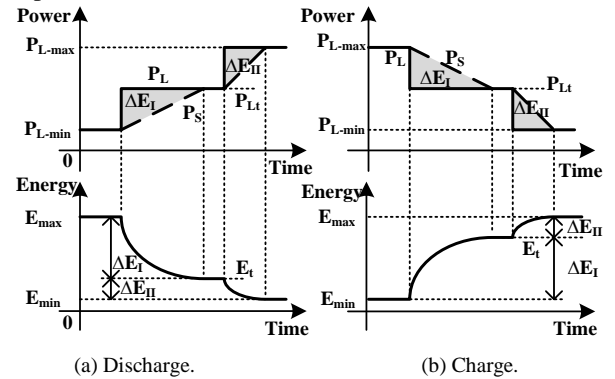 Power
P_L-max
P_L
ΔE_I
ΔE_II
P_S
P_Lt
P_L-min
0
Time
Energy
E_max
ΔE_I
E_t
ΔE_II
E_min
0
Time
(a) Discharge.
Power
P_L-max
P_L
P_S
ΔE_I
P_Lt
ΔE_II
P_L-min
0
Time
Energy
E_max
ΔE_II
E_t
ΔE_I
E_min
0
Time
(b) Charge.